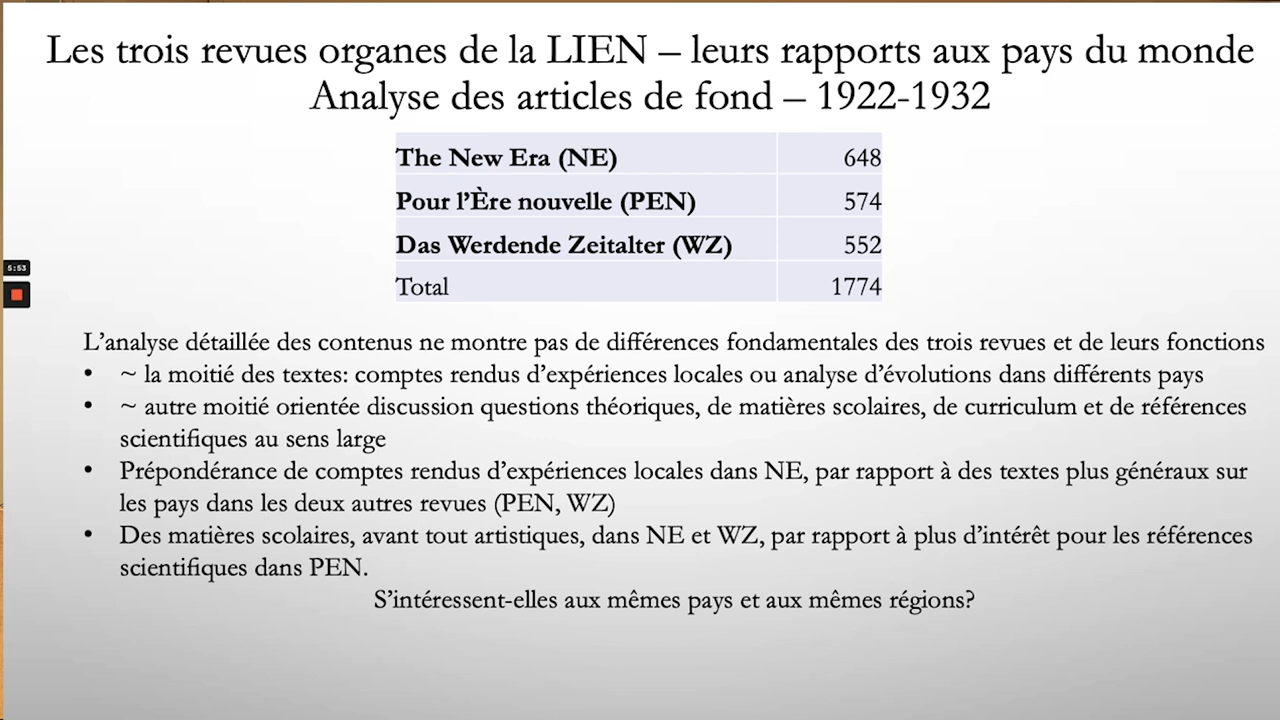 Les trois revues organes de la LIEN – leurs rapports aux pays du monde
Analyse des articles de fond – 1922-1932
The New Era (NE) 648
Pour l’Ère nouvelle (PEN) 574
Das Werdende Zeitalter (WZ) 552
Total 1774
5:53
L’analyse détaillée des contenus ne montre pas de différences fondamentales des trois revues et de leurs fonctions
• ~ la moitié des textes: comptes rendus d’expériences locales ou analyse d’évolutions dans différents pays
• ~ autre moitié orientée discussion questions théoriques, de matières scolaires, de curriculum et de références
scientifiques au sens large
• Prépondérance de comptes rendus d’expériences locales dans NE, par rapport à des textes plus généraux sur
les pays dans les deux autres revues (PEN, WZ)
• Des matières scolaires, avant tout artistiques, dans NE et WZ, par rapport à plus d’intérêt pour les références
scientifiques dans PEN.
S’intéressent-elles aux mêmes pays et aux mêmes régions?